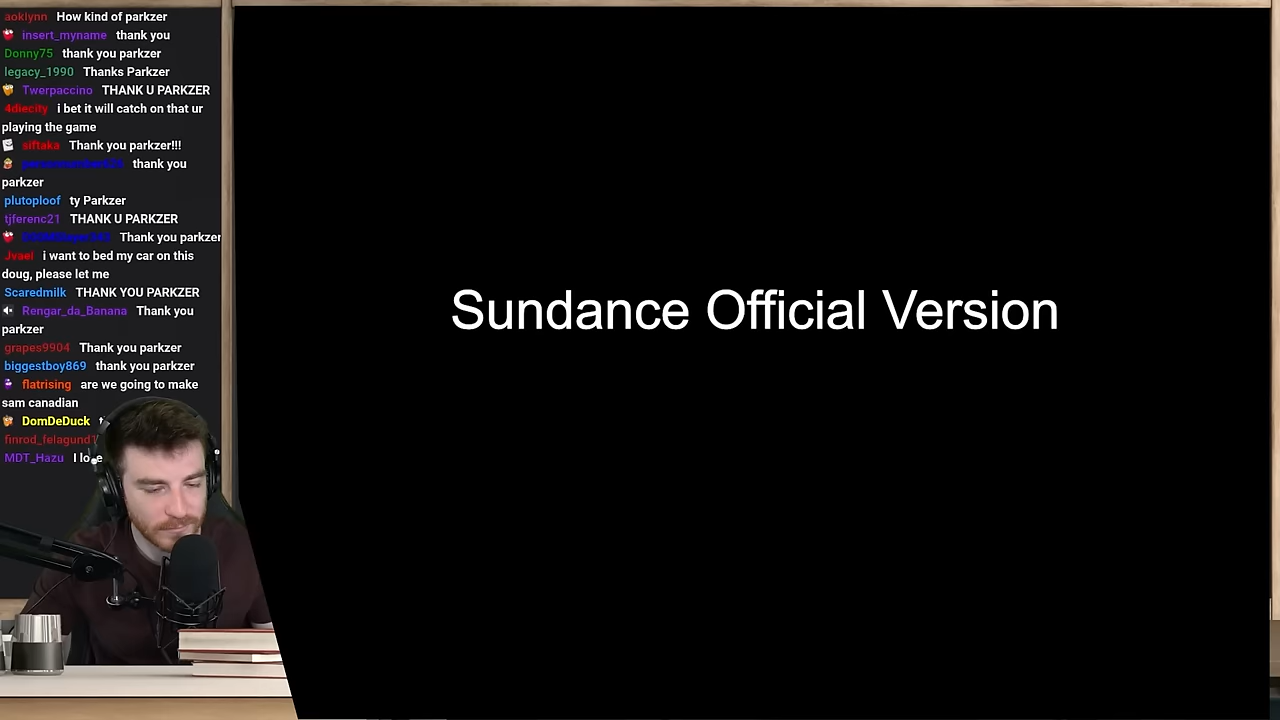 aoklynn How kind of parkzer
insert_myname thank you
Donny75 thank you parkzer
legacy_1990 Thanks Parkzer
Twerpaccino THANK U PARKZER
4diecity i bet it will catch on that ur
playing the game
siftaka Thank you parkzer!!!
thank you
parkzer
plutoploof ty Parkzer
tjferenc21 THANK U PARKZER
Thank you parkzer
Jvaei i want to bed my car on this
doug, please let me
Scaredmilk THANK YOU PARKZER
Rengar_da_Banana Thank you
parkzer
grapes9904 Thank you parkzer
biggestboy869 thank you parkzer
flatrising are we going to make
sam canadian
DomDeDuck
finrod_felagund1
MDT_Hazu I lo
Sundance Official Version